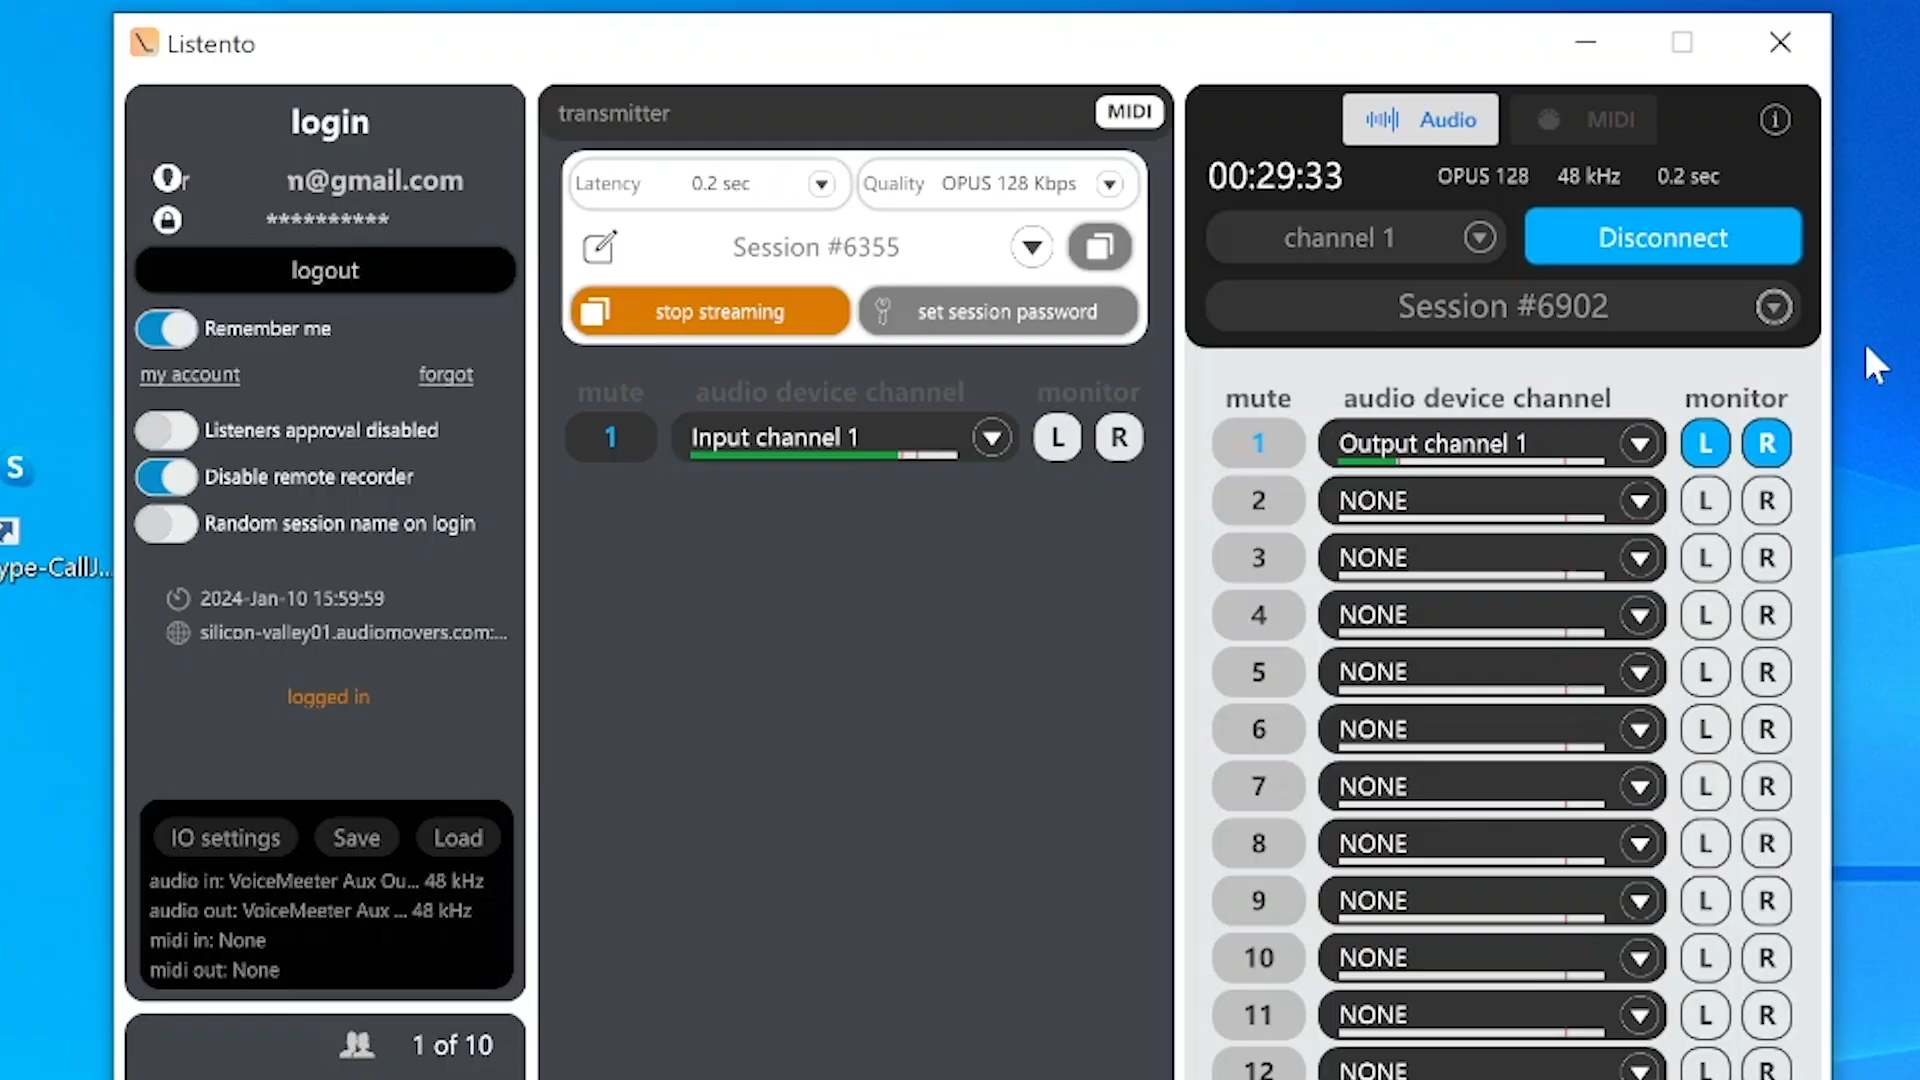 Listento
login
r n@gmail.com
**********
logout
Remember me
my account forgot
Listeners approval disabled
Disable remote recorder
Random session name on login
2024-Jan-10 15:59:59
silicon-valley01.audiomovers.com:...
logged in
IO settings Save Load
audio in: VoiceMeeter Aux Ou... 48 kHz
audio out: VoiceMeeter Aux ... 48 kHz
midi in: None
midi out: None
1 of 10
transmitter MIDI
Latency 0.2 sec Quality OPUS 128 Kbps
Session #6355
stop streaming set session password
mute audio device channel monitor
1 Input channel 1 L R
Audio MIDI
00:29:33 OPUS 128 48 kHz 0.2 sec
channel 1 Disconnect
Session #6902
mute audio device channel monitor
1 Output channel 1 L R
2 NONE L R
3 NONE L R
4 NONE L R
5 NONE L R
6 NONE L R
7 NONE L R
8 NONE L R
9 NONE L R
10 NONE L R
11 NONE L R
12 NONE L R
S
ype-CallJ...